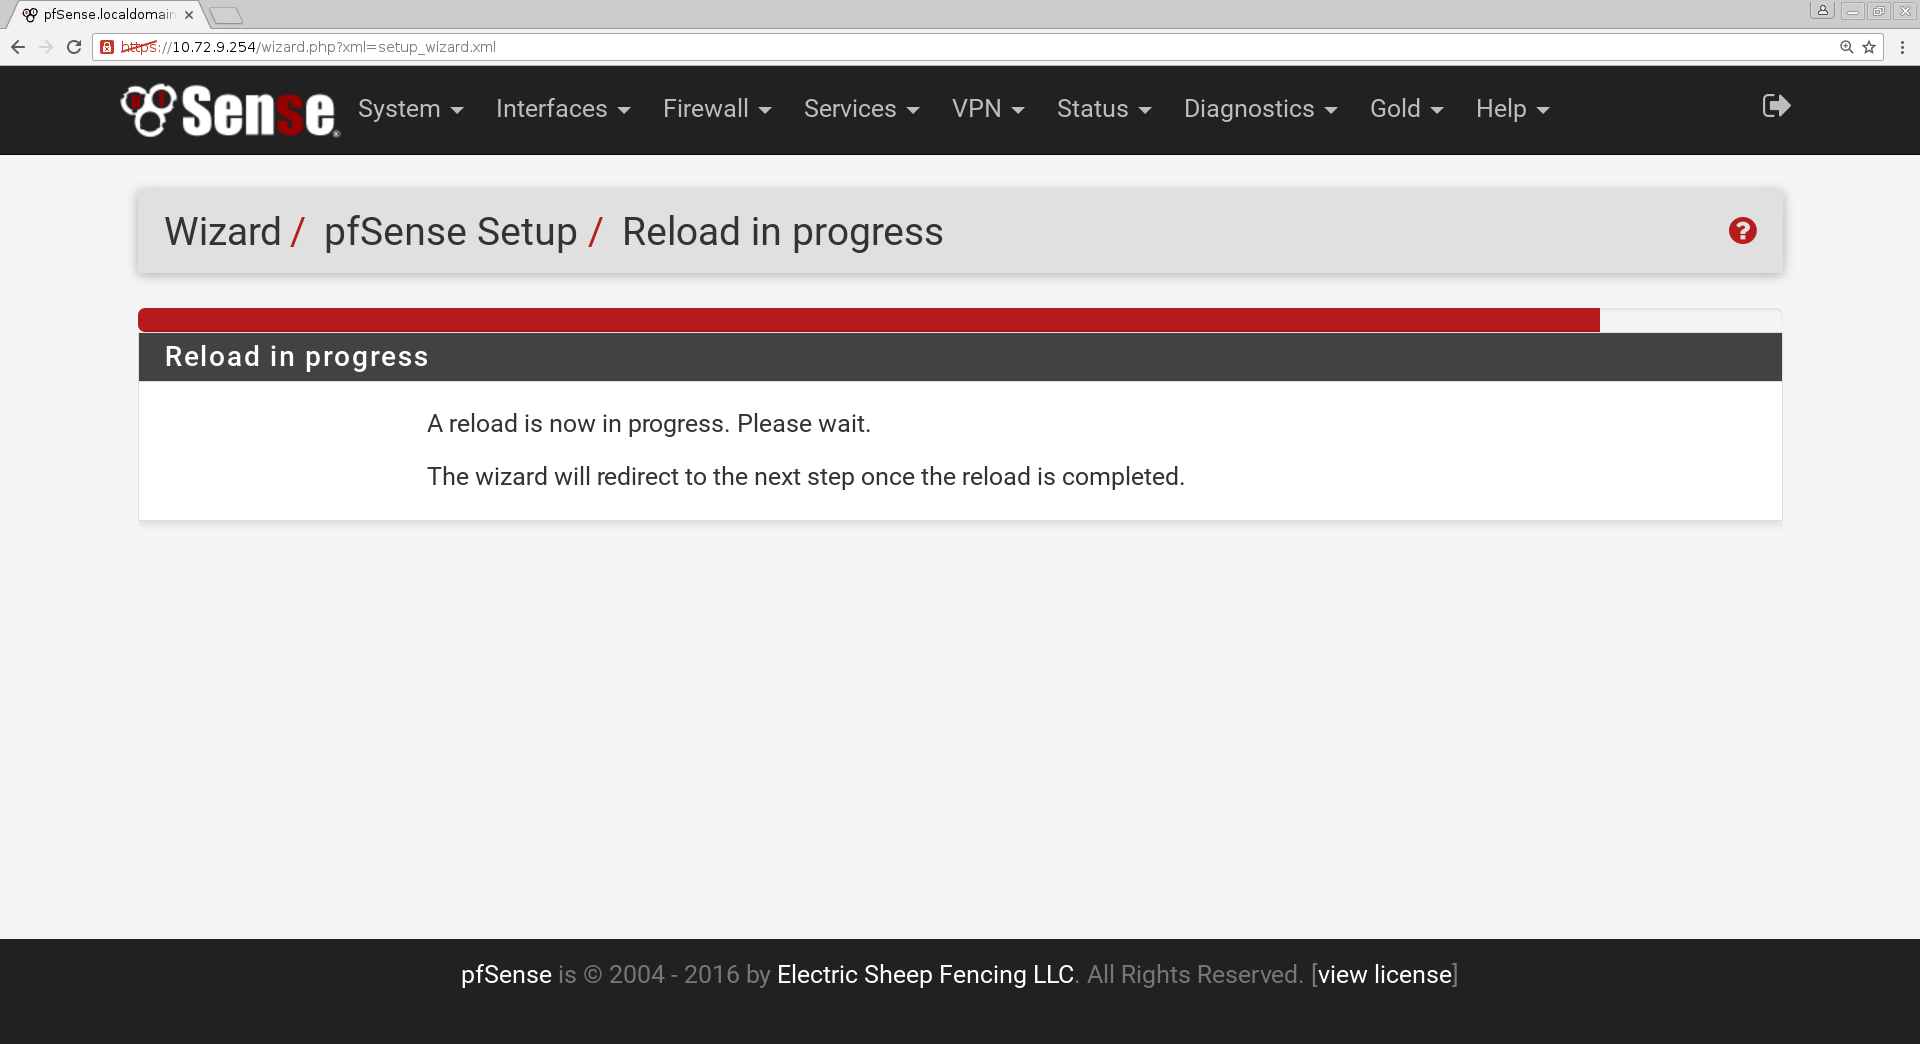 pfSense.localdomain
https://10.72.9.254/wizard.php?xml=setup_wizard.xml
pfSense®
System Interfaces Firewall Services VPN Status Diagnostics Gold Help
Wizard / pfSense Setup / Reload in progress
Reload in progress
A reload is now in progress. Please wait.
The wizard will redirect to the next step once the reload is completed.
pfSense is © 2004 - 2016 by Electric Sheep Fencing LLC. All Rights Reserved. [view license]